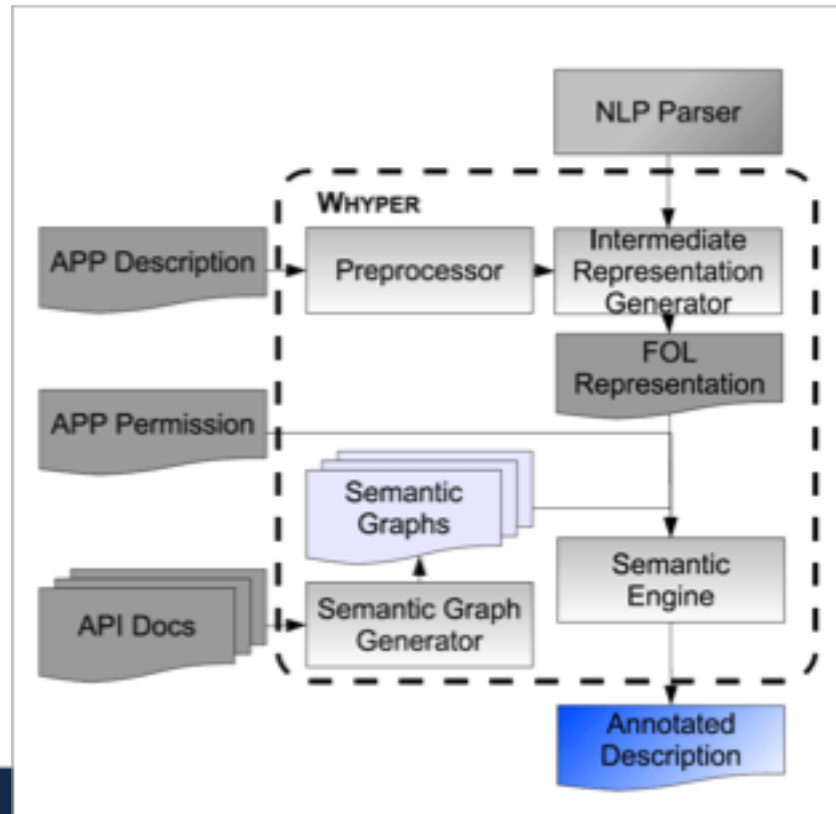 NLP Parser
WHYPER
APP Description
Preprocessor
Intermediate
Representation
Generator
FOL
Representation
APP Permission
Semantic
Graphs
Semantic
Engine
API Docs
Semantic Graph
Generator
Annotated
Description